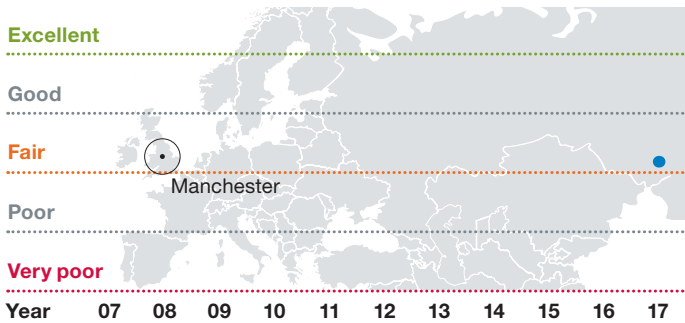 Excellent
Good
Fair
Manchester
Poor
Very poor
Year 07 08 09 10 11 12 13 14 15 16 17